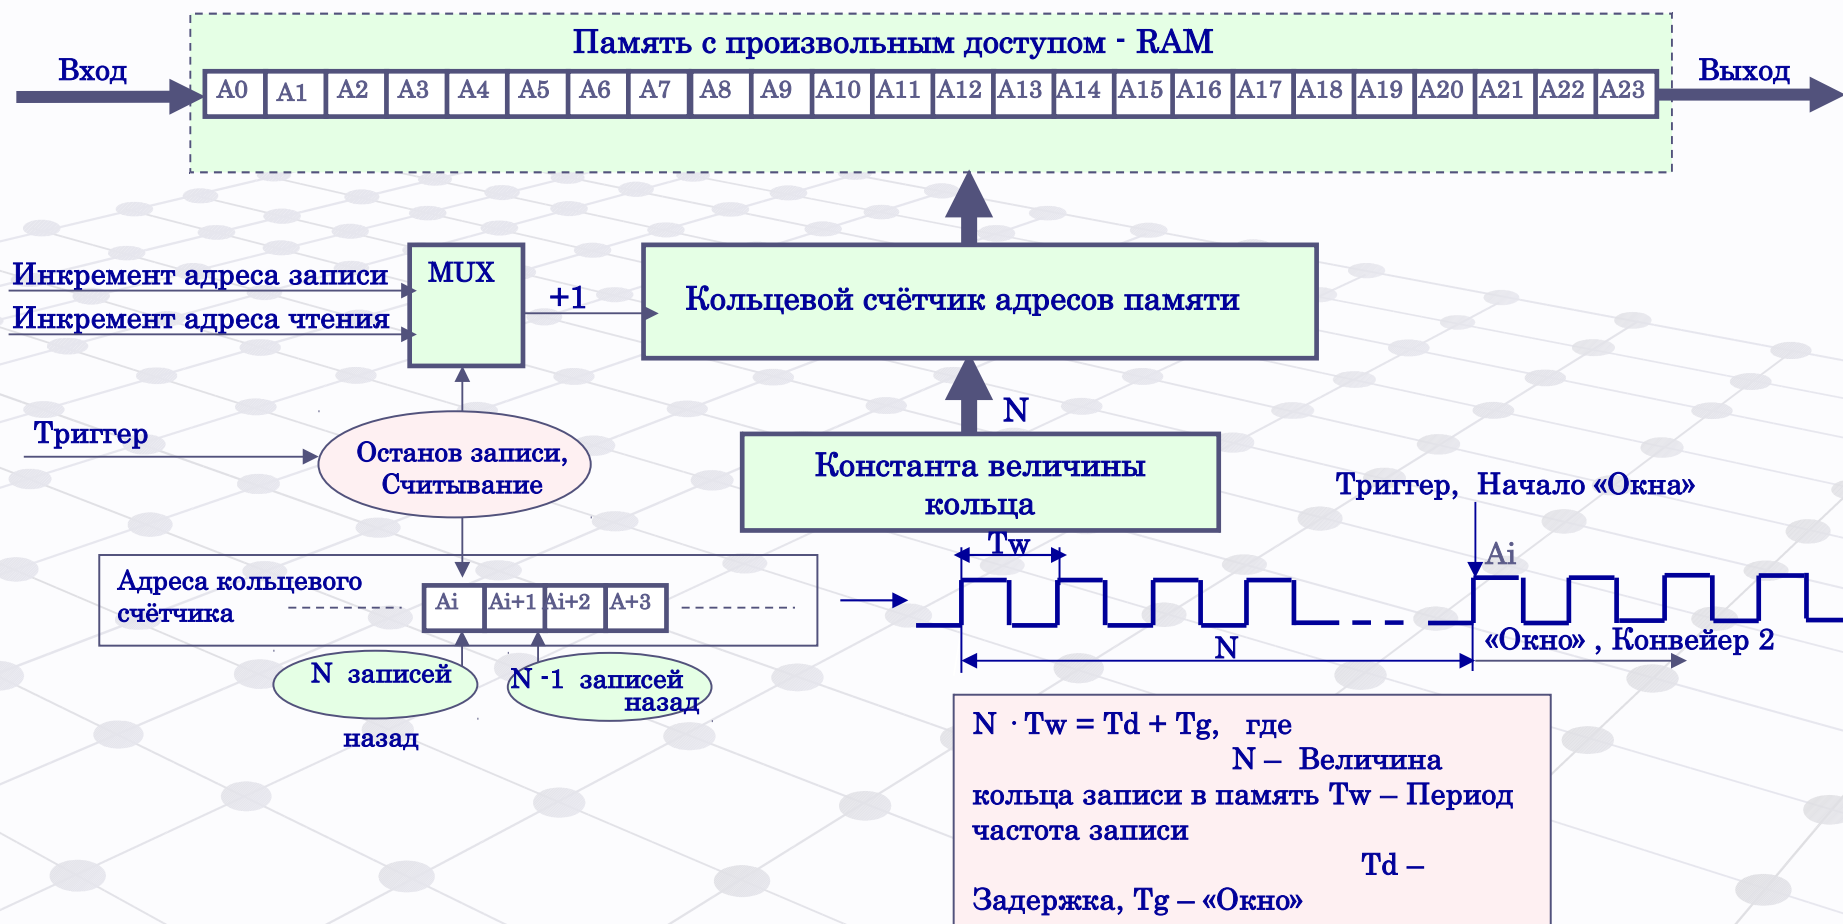 Память с произвольным доступом - RAM
Вход
A0 A1 A2 A3 A4 A5 A6 A7 A8 A9 A10 A11 A12 A13 A14 A15 A16 A17 A18 A19 A20 A21 A22 A23
Выход
MUX
Инкремент адреса записи
Инкремент адреса чтения
+1
Кольцевой счётчик адресов памяти
N
Триггер
Останов записи,
Считывание
Константа величины
кольца
Триггер, Начало «Окна»
Tw
Ai
Адреса кольцевого
счётчика
Ai Ai+1 Ai+2 A+3
N
«Окно» , Конвейер 2
N записей
назад
N -1 записей
назад
N · Tw = Td + Tg, где
N – Величина
кольца записи в память Tw – Период
частота записи
Td –
Задержка, Tg – «Окно»